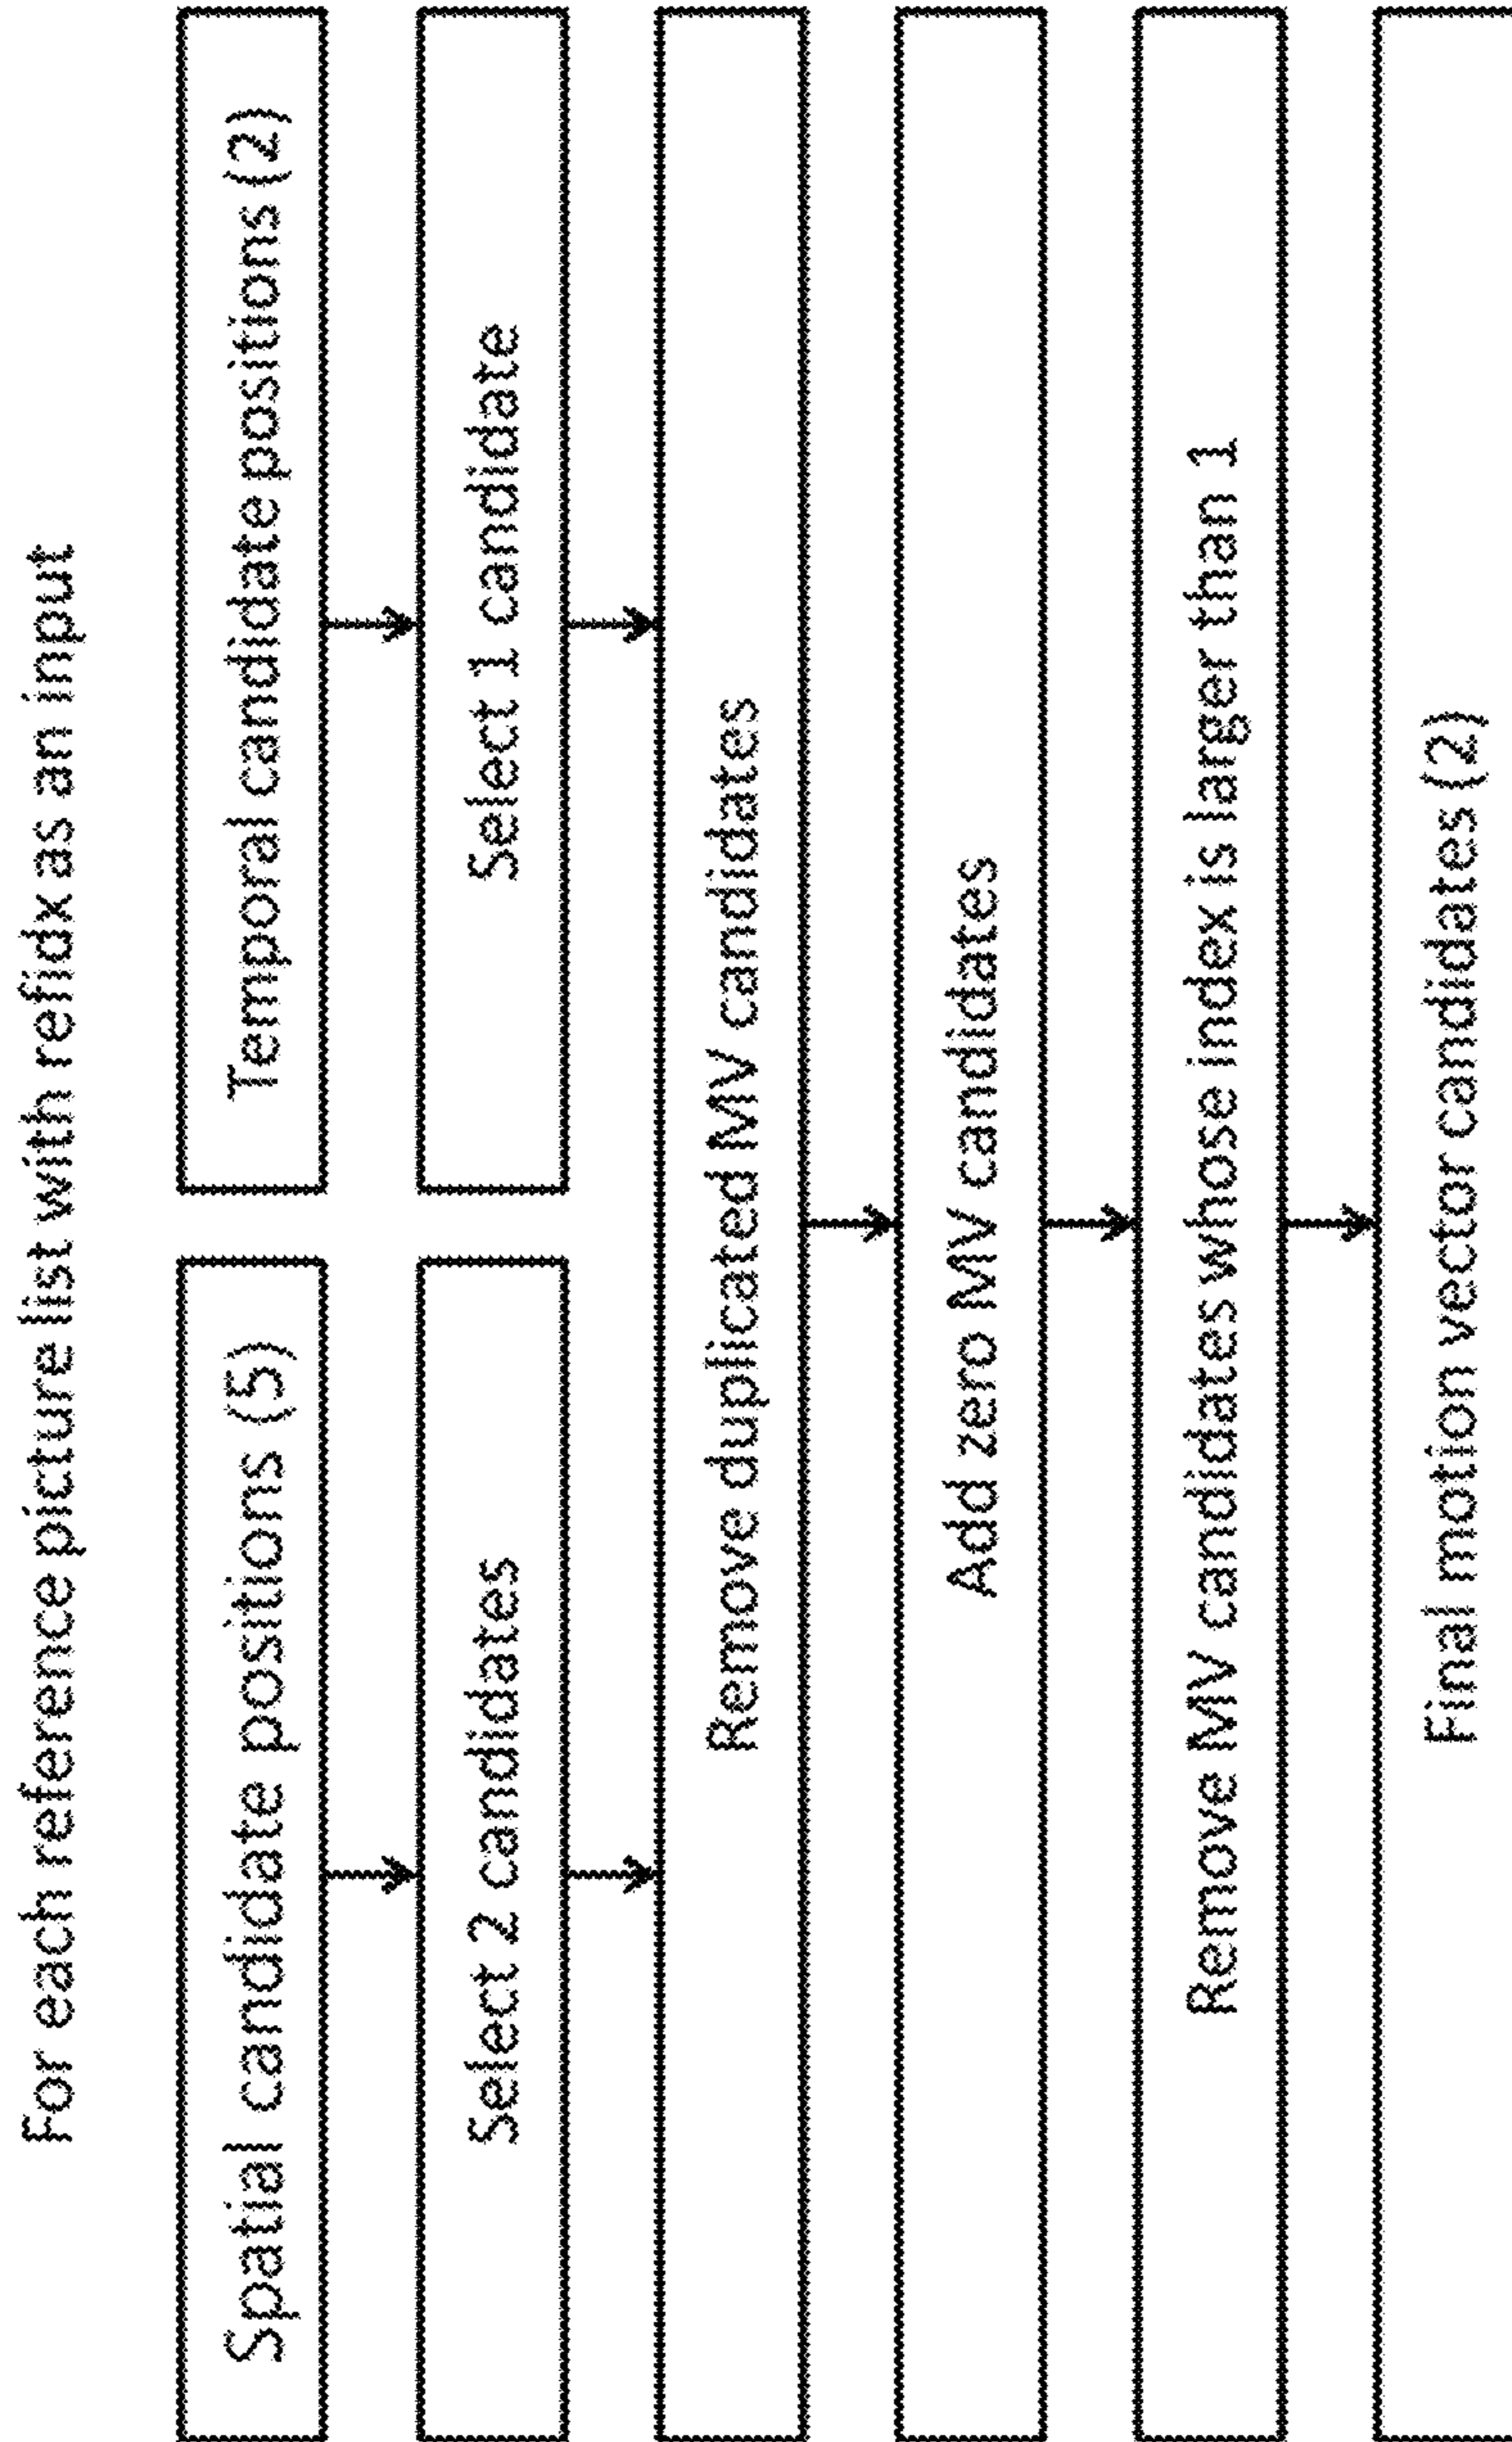 For each reference picture list with refidx as an input
Spatial candidate positions (5)
Temporal candidate positions (2)
Select 2 candidates
Select 1 candidate
Remove duplicated MV candidates
Add zero MV candidates
Remove MV candidates whose index is larger than 1
Final motion vector candidates (2)